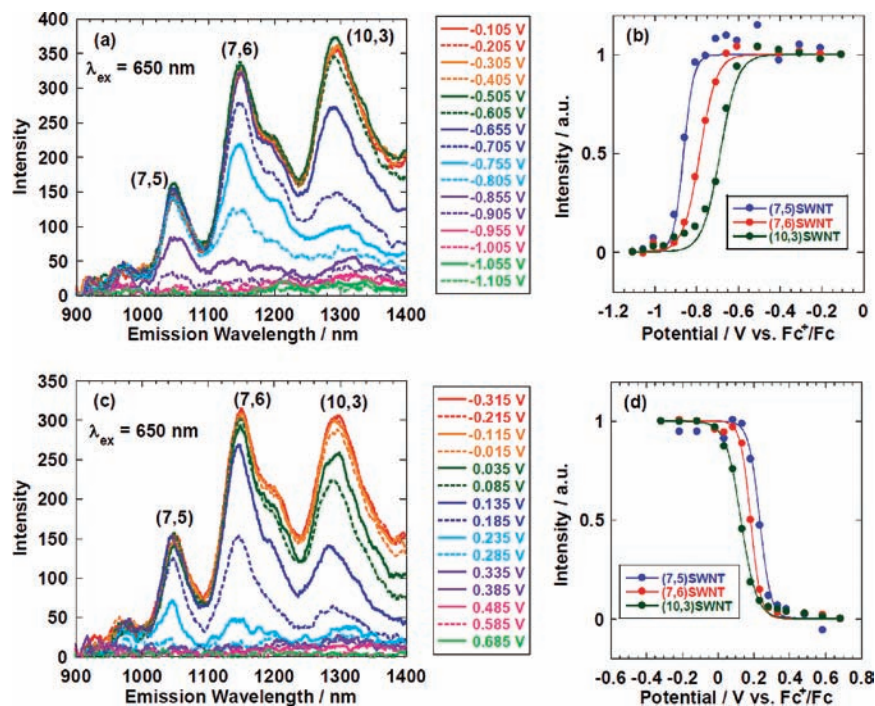 400
350
300
250
200
150
100
50
0
Intensity
(a)
λex = 650 nm
(7,5)
(7,6)
(10,3)
900 1000 1100 1200 1300 1400
Emission Wavelength / nm
-0.105 V
-0.205 V
-0.305 V
-0.405 V
-0.505 V
-0.605 V
-0.655 V
-0.705 V
-0.755 V
-0.805 V
-0.855 V
-0.905 V
-0.955 V
-1.005 V
-1.055 V
-1.105 V
(b)
1
0.5
0
Intensity / a.u.
(7,5)SWNT
(7,6)SWNT
(10,3)SWNT
-1.2 -1 -0.8 -0.6 -0.4 -0.2 0
Potential / V vs. Fc⁺/Fc
350
300
250
200
150
100
50
0
Intensity
(c)
λex = 650 nm
(7,5)
(7,6)
(10,3)
900 1000 1100 1200 1300 1400
Emission Wavelength / nm
-0.315 V
-0.215 V
-0.115 V
-0.015 V
0.035 V
0.085 V
0.135 V
0.185 V
0.235 V
0.285 V
0.335 V
0.385 V
0.485 V
0.585 V
0.685 V
(d)
1
0.5
0
Intensity / a.u.
(7,5)SWNT
(7,6)SWNT
(10,3)SWNT
-0.6 -0.4 -0.2 0 0.2 0.4 0.6 0.8
Potential / V vs. Fc⁺/Fc